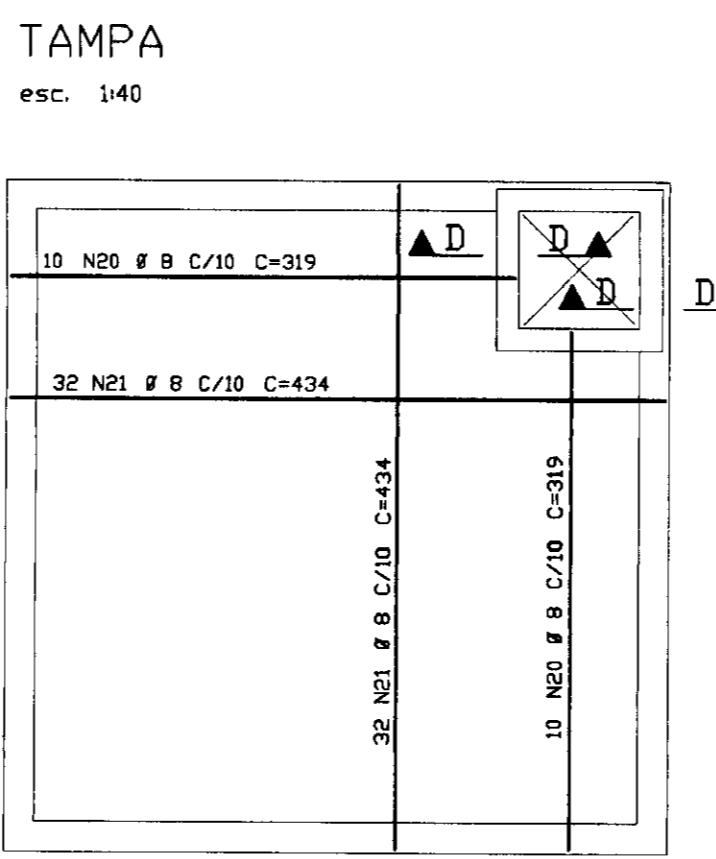 TAMPA
esc. 1:40
D
D
D
D
10 N20 Ø 8 C/10 C=319
32 N21 Ø 8 C/10 C=434
32 N21 Ø 8 C/10 C=434
10 N20 Ø 8 C/10 C=319